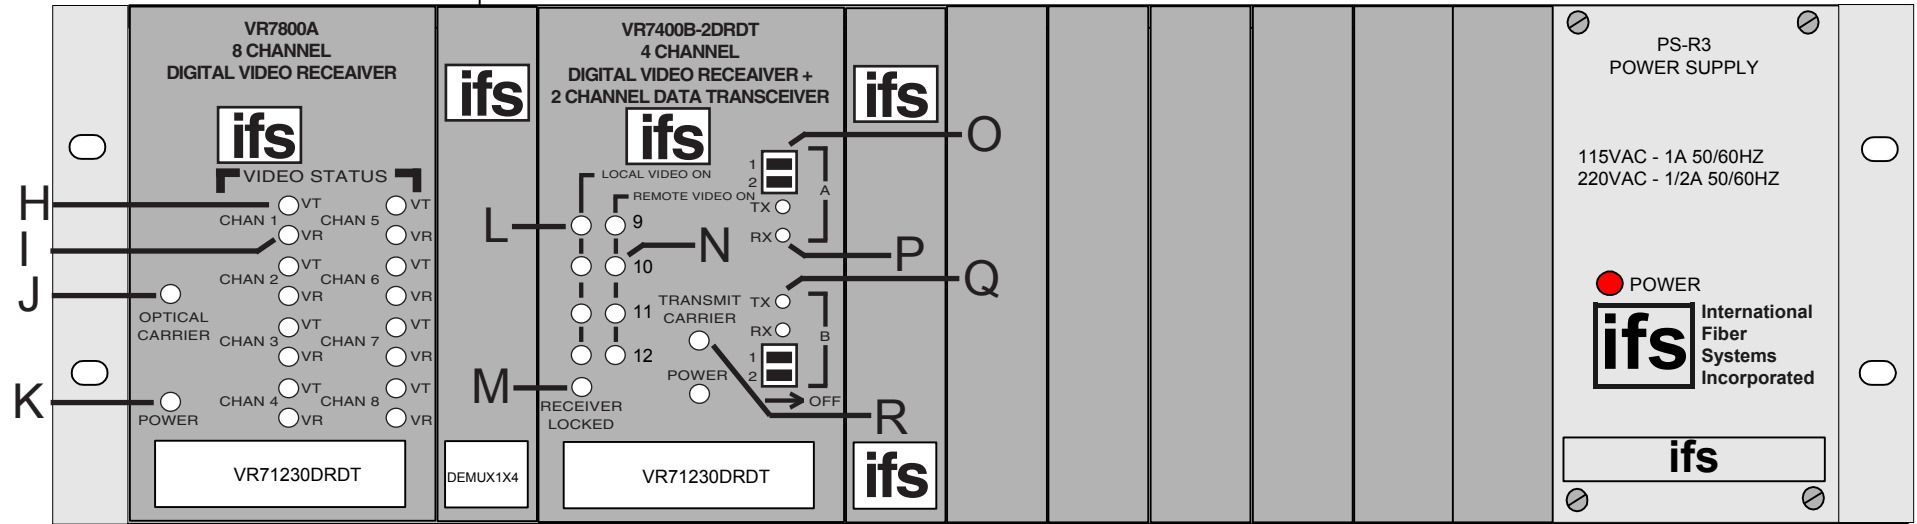 VR7800A
8 CHANNEL
DIGITAL VIDEO RECEAIVER
ifs
VIDEO STATUS
VT
CHAN 1
VR
VT
CHAN 5
VR
VT
CHAN 2
VR
VT
CHAN 6
VR
VT
CHAN 3
VR
VT
CHAN 7
VR
VT
CHAN 4
VR
VT
CHAN 8
VR
OPTICAL
CARRIER
POWER
VR71230DRDT
H
I
J
K
ifs
DEMUX1X4
VR7400B-2DRDT
4 CHANNEL
DIGITAL VIDEO RECEAIVER +
2 CHANNEL DATA TRANSCEIVER
ifs
LOCAL VIDEO ON
REMOTE VIDEO ON
9
10
11
12
RECEIVER
LOCKED
1
2
A
TX
RX
TRANSMIT
CARRIER
TX
RX
B
1
2
POWER
OFF
VR71230DRDT
L
M
N
O
P
Q
R
ifs
ifs
PS-R3
POWER SUPPLY
115VAC - 1A 50/60HZ
220VAC - 1/2A 50/60HZ
POWER
ifs
International
Fiber
Systems
Incorporated
ifs